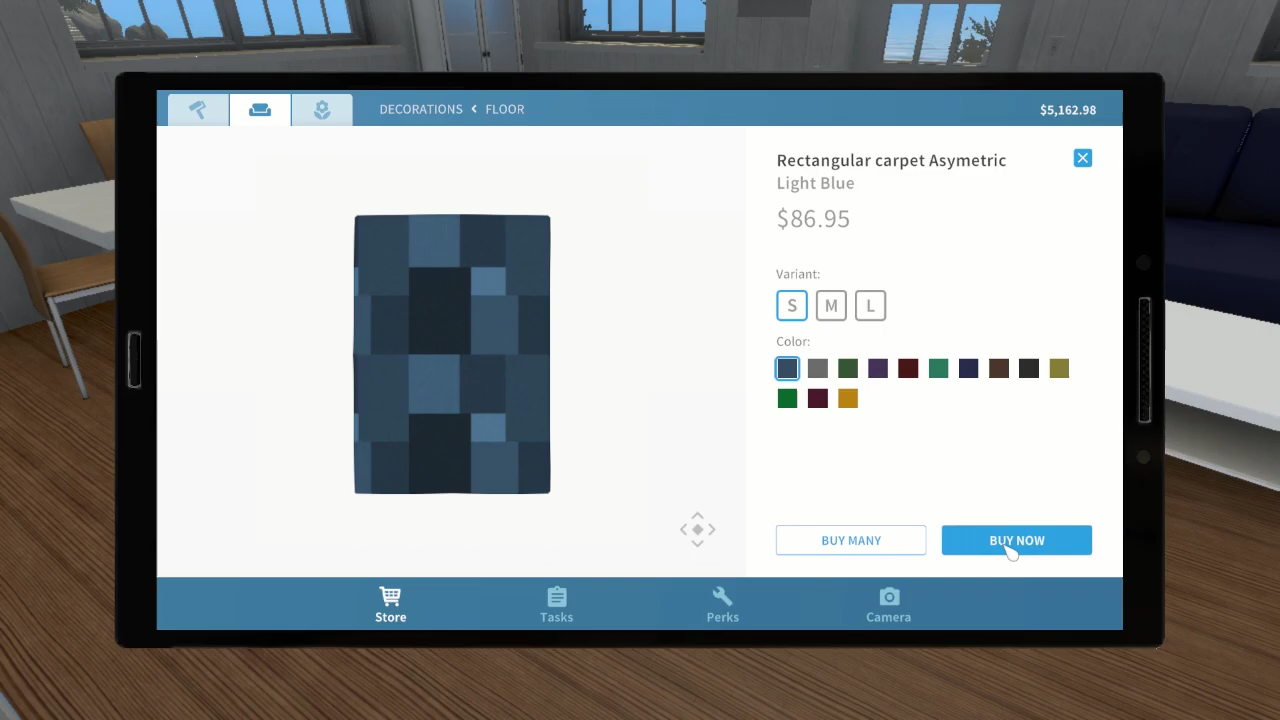 DECORATIONS < FLOOR
$5,162.98
Rectangular carpet Asymetric
Light Blue
$86.95
Variant:
S M L
Color:
BUY MANY
BUY NOW
Store
Tasks
Perks
Camera